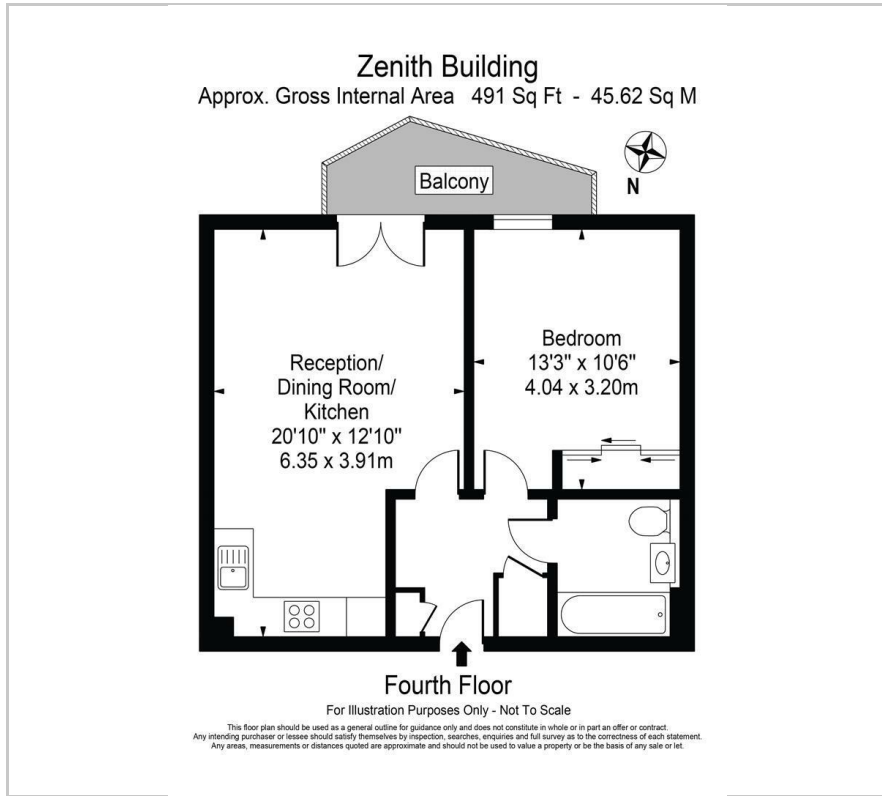 Zenith Building
Approx. Gross Internal Area 491 Sq Ft - 45.62 Sq M
Balcony
N
Bedroom
13'3" x 10'6"
4.04 x 3.20m
Reception/
Dining Room/
Kitchen
20'10" x 12'10"
6.35 x 3.91m
Fourth Floor
For Illustration Purposes Only - Not To Scale
This floor plan should be used as a general outline for guidance only and does not constitute in whole or in part an offer or contract.
Any intending purchaser or lessee should satisfy themselves by inspection, searches, enquiries and full survey as to the correctness of each statement.
Any areas, measurements or distances quoted are approximate and should not be used to value a property or be the basis of any sale or let.